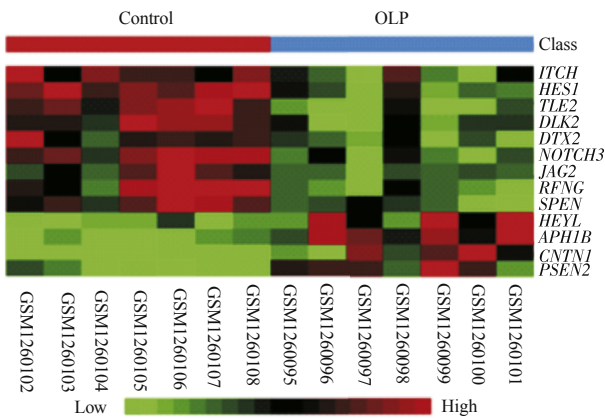 Control OLP
Class
ITCH
HES1
TLE2
DLK2
DTX2
NOTCH3
JAG2
RFNG
SPEN
HEYL
APH1B
CNTN1
PSEN2
GSM1260102
GSM1260103
GSM1260104
GSM1260105
GSM1260106
GSM1260107
GSM1260108
GSM1260095
GSM1260096
GSM1260097
GSM1260098
GSM1260099
GSM1260100
GSM1260101
Low High